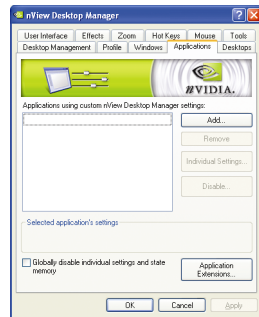 nView Desktop Manager
User Interface Effects Zoom Hot Keys Mouse Tools
Desktop Management Profile Windows Applications Desktops
NVIDIA.
Applications using custom nView Desktop Manager settings:
Add...
Remove
Individual Settings...
Disable...
Selected application's settings
Globally disable individual settings and state memory
Application Extensions...
OK Cancel Apply